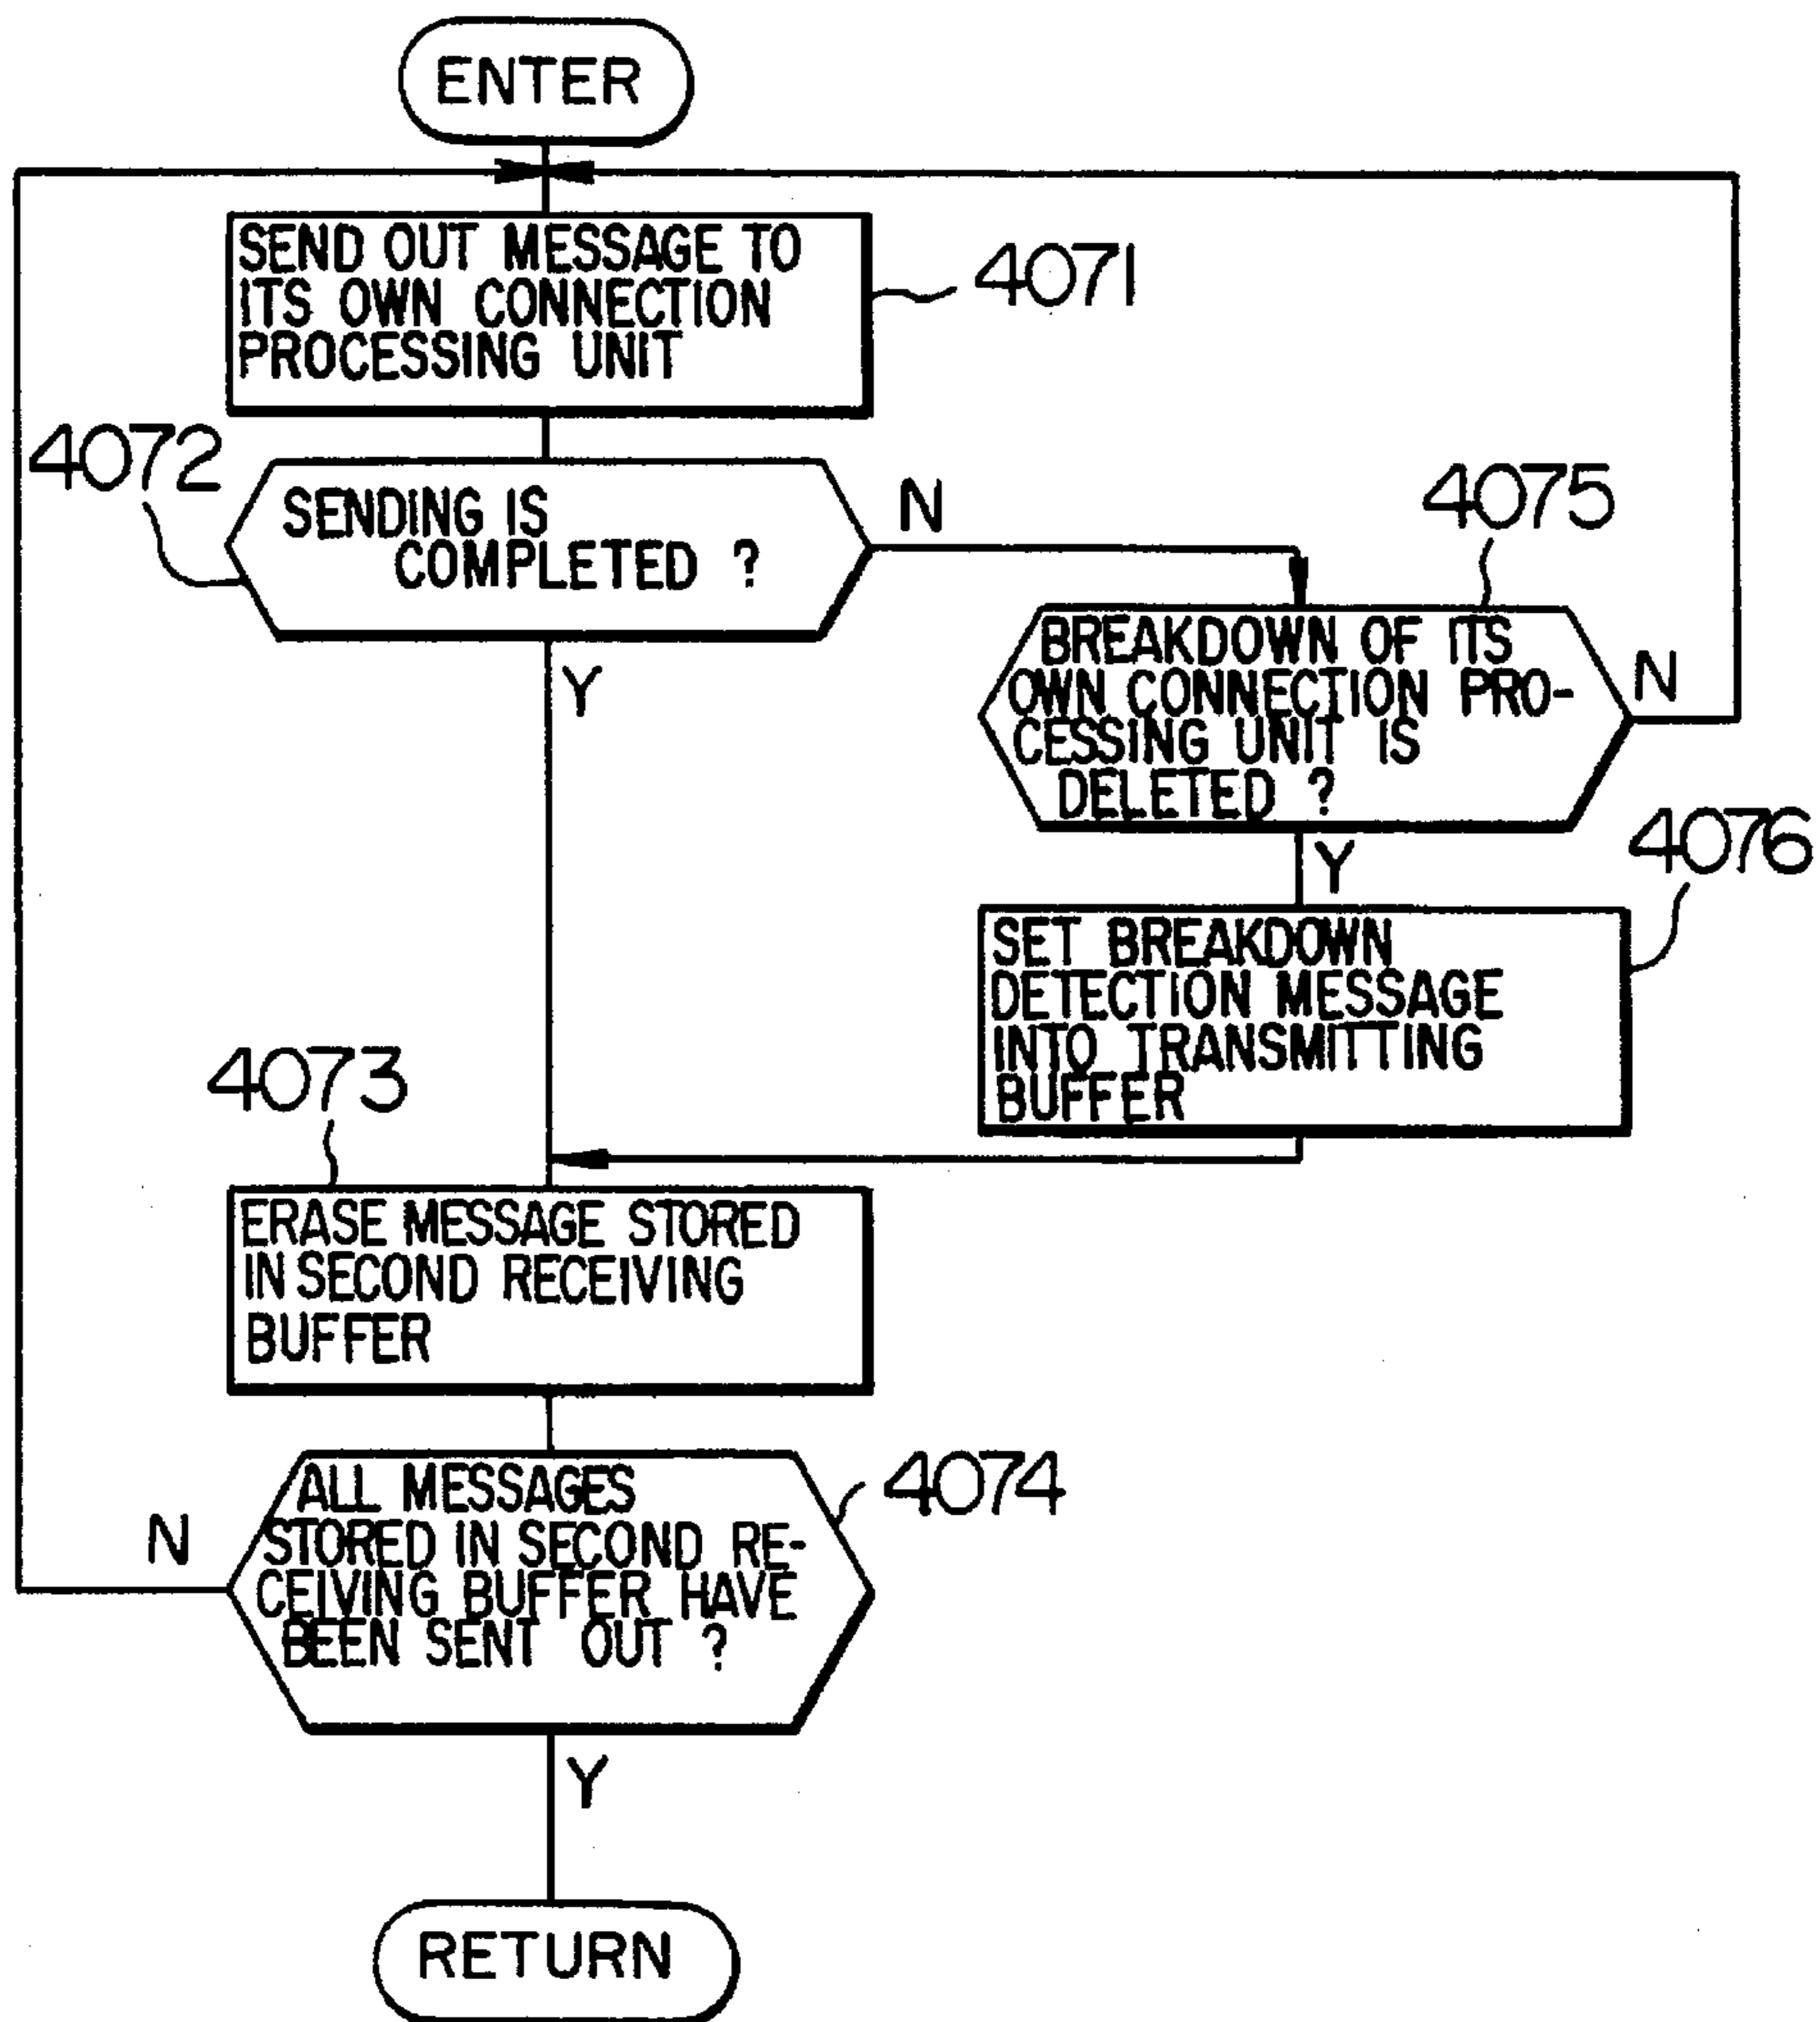 ENTER
SEND OUT MESSAGE TO
ITS OWN CONNECTION
PROCESSING UNIT
4071
4072
SENDING IS
COMPLETED ?
N
Y
4075
BREAKDOWN OF ITS
OWN CONNECTION PRO-
CESSING UNIT IS
DELETED ?
N
Y
4076
SET BREAKDOWN
DETECTION MESSAGE
INTO TRANSMITTING
BUFFER
4073
ERASE MESSAGE STORED
IN SECOND RECEIVING
BUFFER
4074
ALL MESSAGES
STORED IN SECOND RE-
CEIVING BUFFER HAVE
BEEN SENT OUT ?
N
Y
RETURN